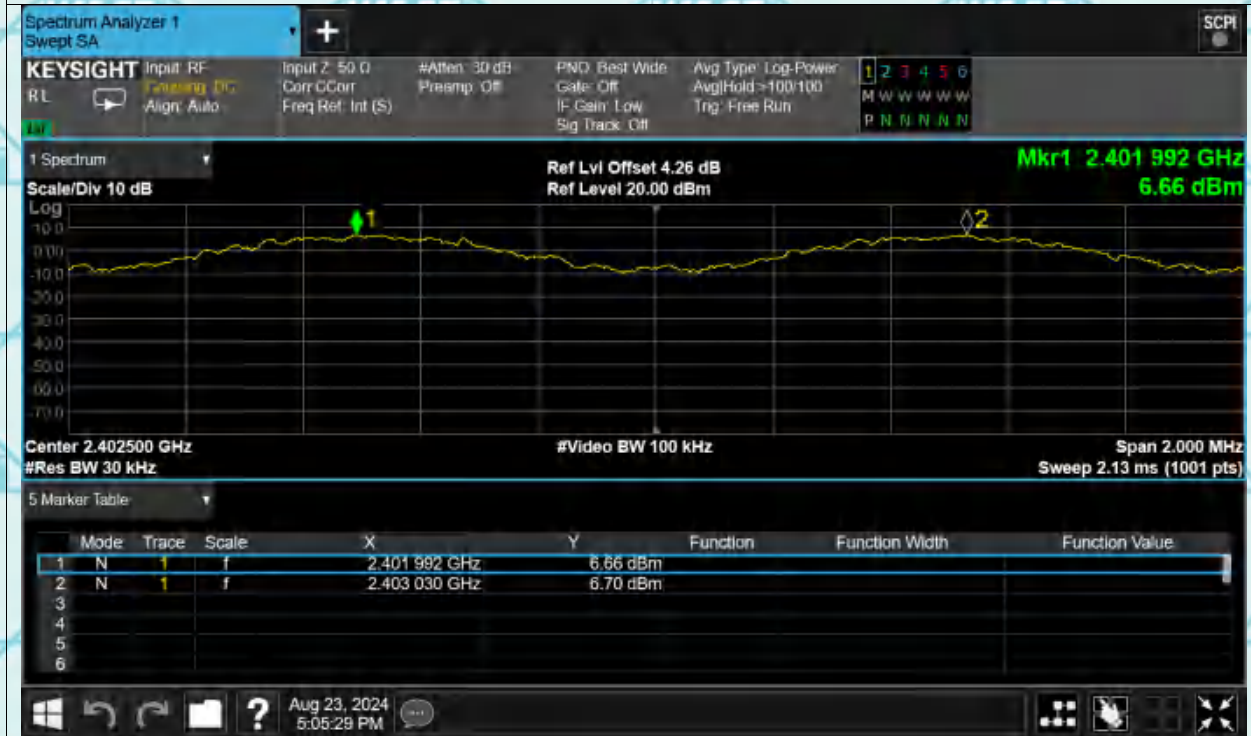 Spectrum Analyzer 1
Swept SA
+
SCPI
KEYSIGHT Input: RF Input Z: 50 Ω #Atten: 30 dB PNO: Best Wide Avg Type: Log-Power 1 2 3 4 5 6
RL Coupling: DC Corr CCorr Preamp: Off Gate: Off Avg|Hold:>100/100 M W W W W W
Align: Auto Freq Ref: Int (S) IF Gain: Low Trig: Free Run P N N N N N
Sig Track: Off
1 Spectrum Ref Lvl Offset 4.26 dB Mkr1 2.401 992 GHz
Scale/Div 10 dB Ref Level 20.00 dBm 6.66 dBm
Log
10.0
0.00
-10.0
-20.0
-30.0
-40.0
-50.0
-60.0
-70.0
1
2
Center 2.402500 GHz #Video BW 100 kHz Span 2.000 MHz
#Res BW 30 kHz Sweep 2.13 ms (1001 pts)
5 Marker Table
Mode Trace Scale X Y Function Function Width Function Value
1 N 1 f 2.401 992 GHz 6.66 dBm
2 N 1 f 2.403 030 GHz 6.70 dBm
3
4
5
6
? Aug 23, 2024
5:05:29 PM